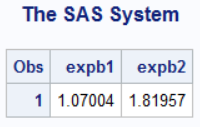 The SAS System
Obs expb1 expb2
1 1.07004 1.81957